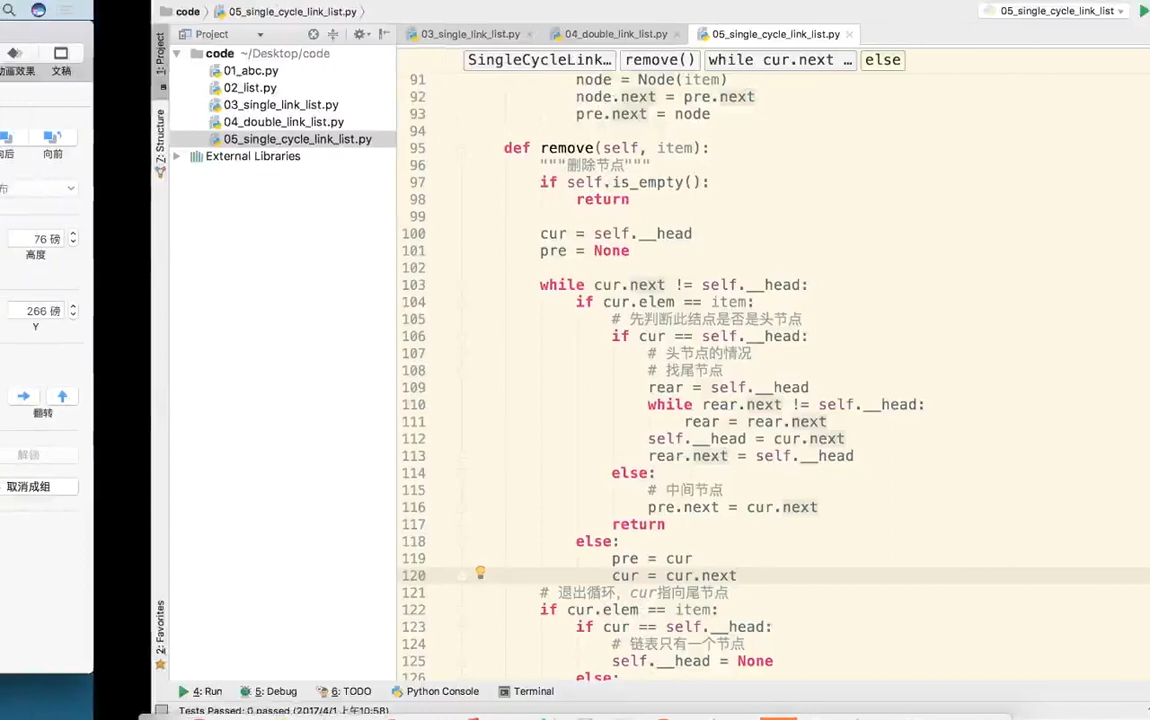 动画效果 文稿
向后 向前
布
76 磅
高度
266 磅
Y
翻转
解锁
取消成组
code 05_single_cycle_link_list.py
05_single_cycle_link_list
Project
03_single_link_list.py 04_double_link_list.py 05_single_cycle_link_list.py
1: Project
7: Structure
2: Favorites
code ~/Desktop/code
01_abc.py
02_list.py
03_single_link_list.py
04_double_link_list.py
05_single_cycle_link_list.py
External Libraries
SingleCycleLink… remove() while cur.next … else
91 node = Node(item)
92 node.next = pre.next
93 pre.next = node
94
95 def remove(self, item):
96 """删除节点"""
97 if self.is_empty():
98 return
99
100 cur = self.__head
101 pre = None
102
103 while cur.next != self.__head:
104 if cur.elem == item:
105 # 先判断此结点是否是头节点
106 if cur == self.__head:
107 # 头节点的情况
108 # 找尾节点
109 rear = self.__head
110 while rear.next != self.__head:
111 rear = rear.next
112 self.__head = cur.next
113 rear.next = self.__head
114 else:
115 # 中间节点
116 pre.next = cur.next
117 return
118 else:
119 pre = cur
120 cur = cur.next
121 # 退出循环，cur指向尾节点
122 if cur.elem == item:
123 if cur == self.__head:
124 # 链表只有一个节点
125 self.__head = None
126 else:
4: Run 5: Debug 6: TODO Python Console Terminal
Tests Passed: 0 passed (2017/4/1 上午10:58)